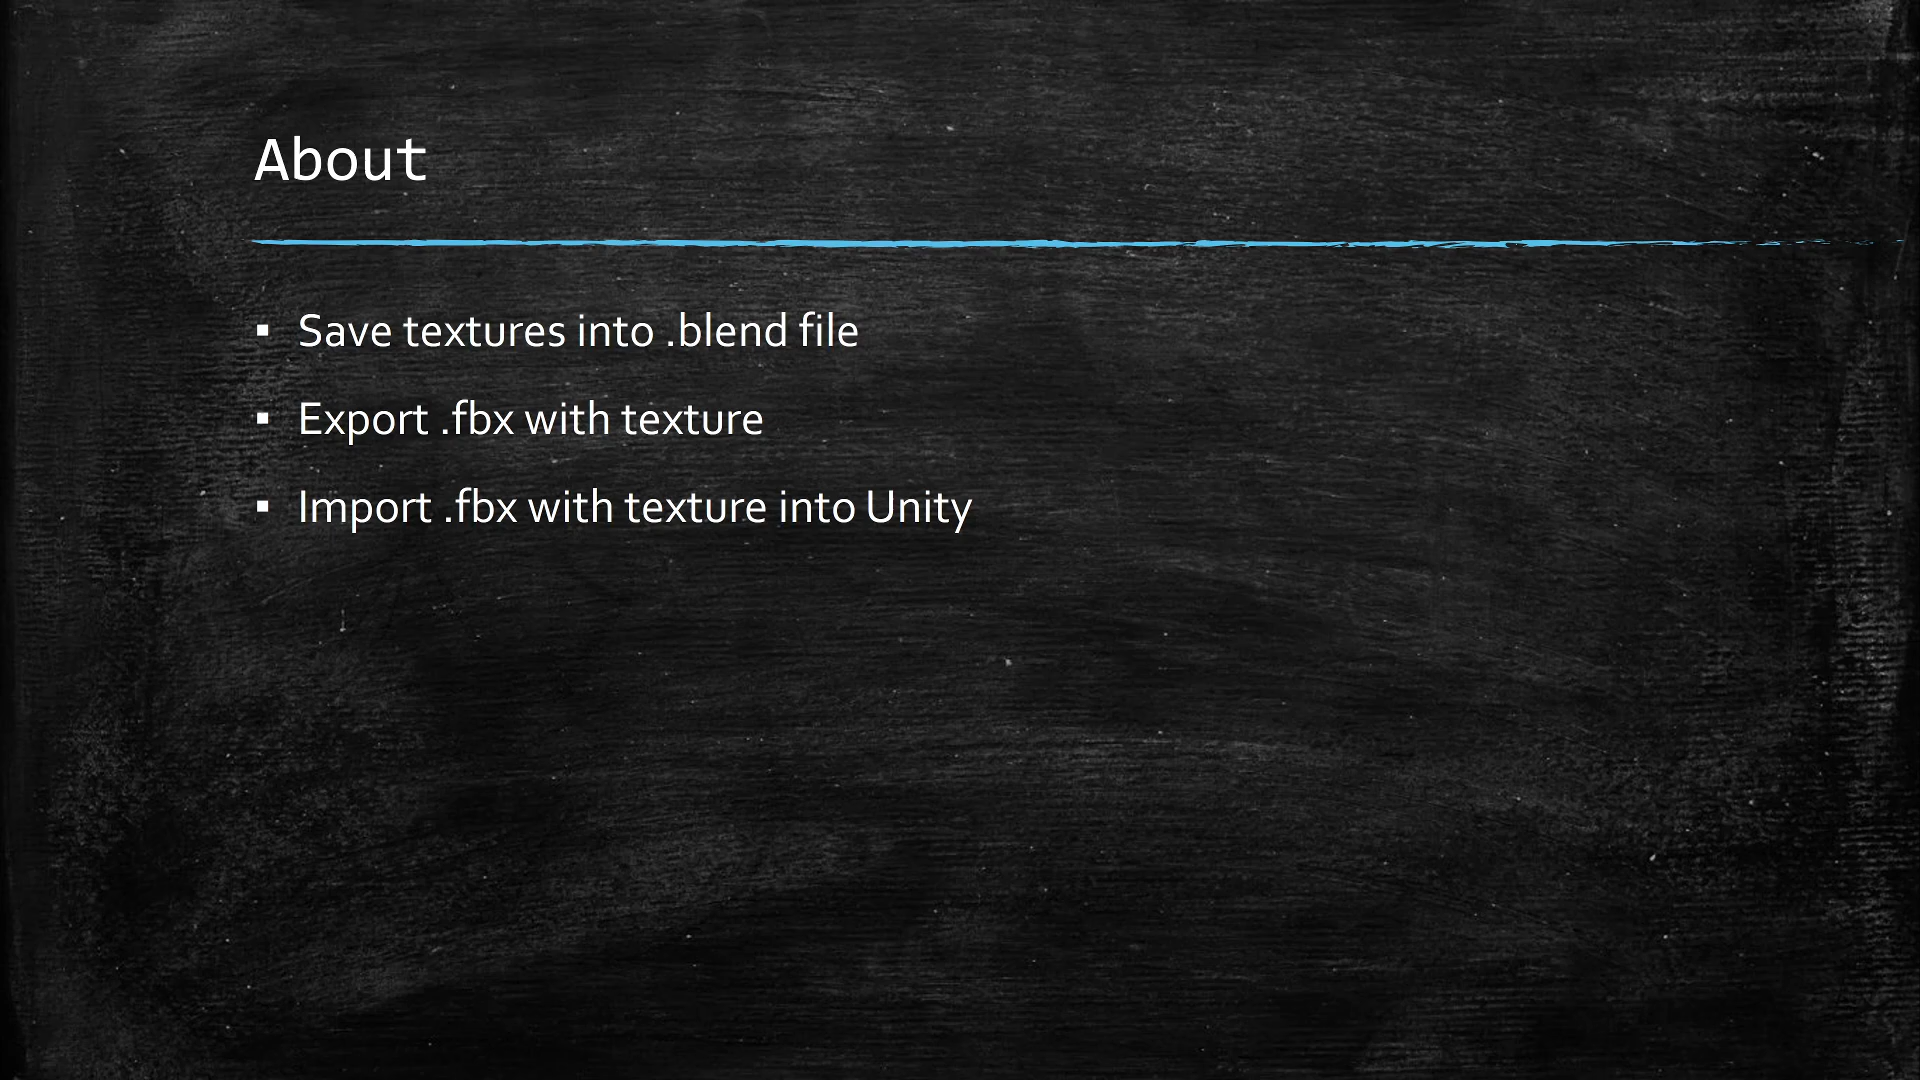 About
▪ Save textures into .blend file
▪ Export .fbx with texture
▪ Import .fbx with texture into Unity